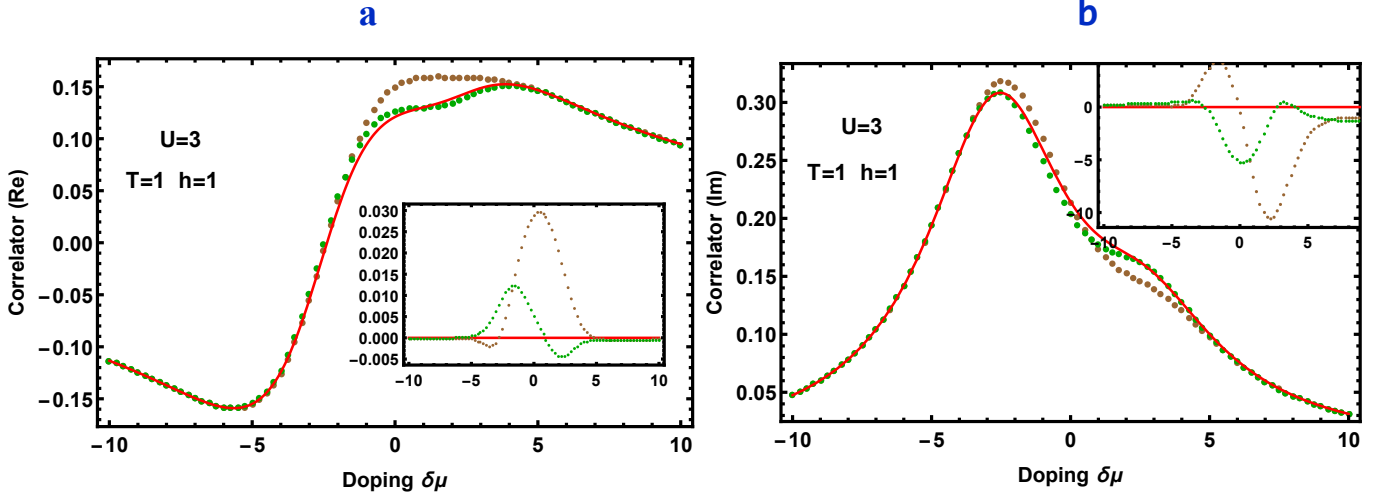 a
0.15
0.10
0.05
0.00
−0.05
−0.10
−0.15
Correlator (Re)
U=3
T=1 h=1
0.030
0.025
0.020
0.015
0.010
0.005
0.000
−0.005
−10 −5 0 5 10
−10 −5 0 5 10
Doping δμ
b
0.30
0.25
0.20
0.15
0.10
0.05
Correlator (Im)
U=3
T=1 h=1
0
−5
−10
−10 −5 0 5
−10 −5 0 5 10
Doping δμ